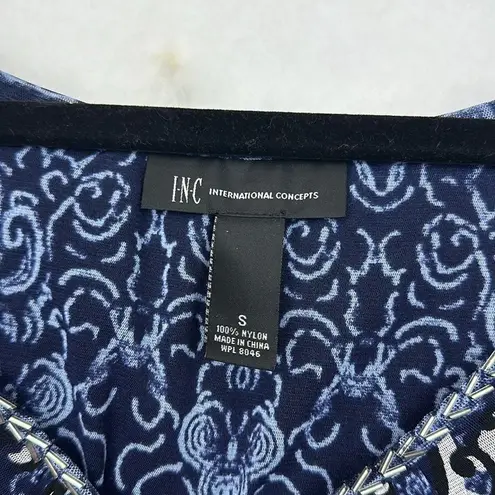 I·N·C INTERNATIONAL CONCEPTS
S
100% NYLON
MADE IN CHINA
WPL 8046